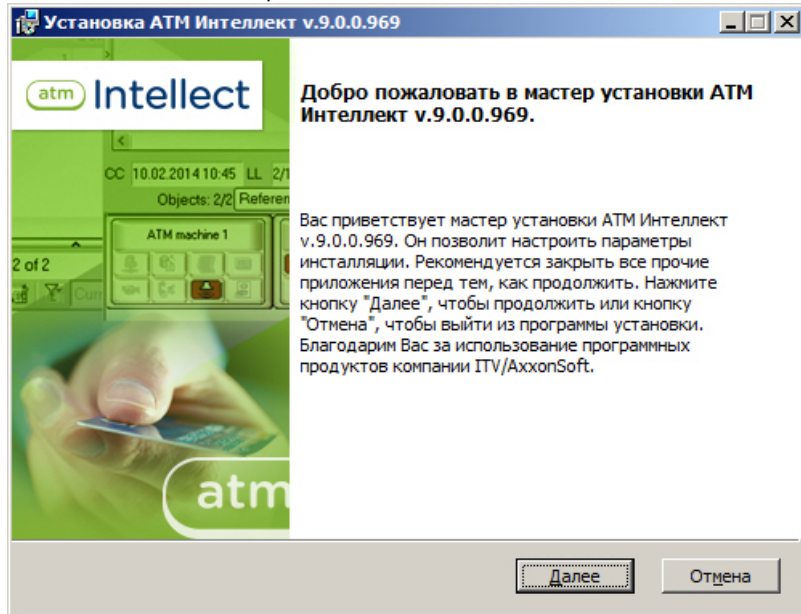 Установка АТМ Интеллект v.9.0.0.969
atm Intellect
Добро пожаловать в мастер установки АТМ
Интеллект v.9.0.0.969.
CC 10.02.2014 10:45 LL 2/1
Objects: 2/2 Referen
ATM machine 1
2 of 2
Curr
Вас приветствует мастер установки АТМ Интеллект
v.9.0.0.969. Он позволит настроить параметры
инсталляции. Рекомендуется закрыть все прочие
приложения перед тем, как продолжить. Нажмите
кнопку "Далее", чтобы продолжить или кнопку
"Отмена", чтобы выйти из программы установки.
Благодарим Вас за использование программных
продуктов компании ITV/AxxonSoft.
atm
Далее
Отмена